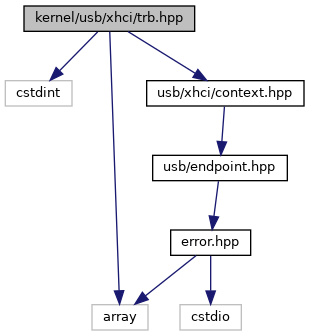 kernel/usb/xhci/trb.hpp
cstdint
usb/xhci/context.hpp
usb/endpoint.hpp
error.hpp
array
cstdio